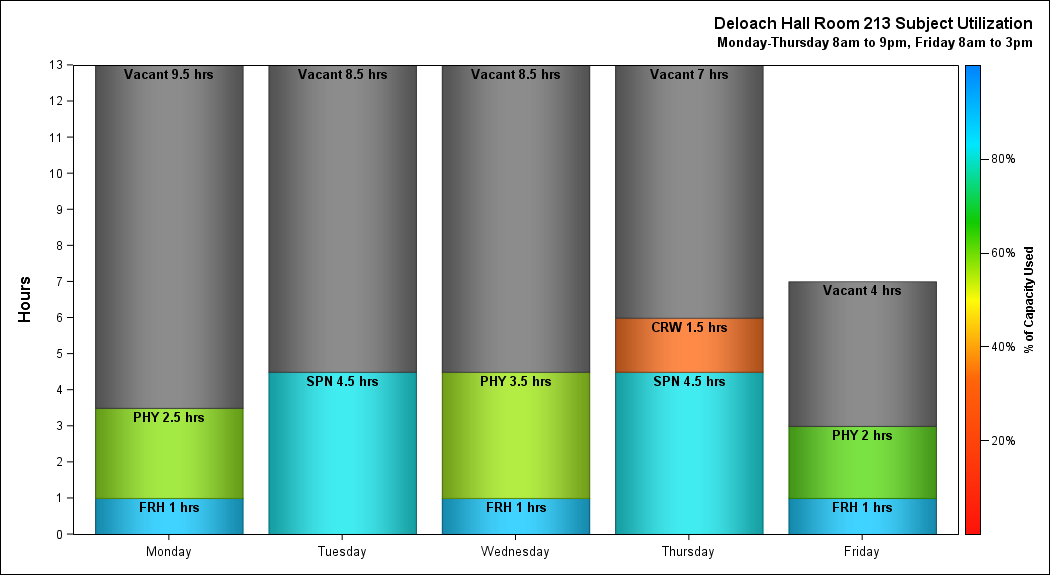 Deloach Hall Room 213 Subject Utilization
Monday-Thursday 8am to 9pm, Friday 8am to 3pm
Hours
13
12
11
10
9
8
7
6
5
4
3
2
1
0
Vacant 9.5 hrs
PHY 2.5 hrs
FRH 1 hrs
Vacant 8.5 hrs
SPN 4.5 hrs
Vacant 8.5 hrs
PHY 3.5 hrs
FRH 1 hrs
Vacant 7 hrs
CRW 1.5 hrs
SPN 4.5 hrs
Vacant 4 hrs
PHY 2 hrs
FRH 1 hrs
Monday
Tuesday
Wednesday
Thursday
Friday
80%
60%
40%
20%
% of Capacity Used